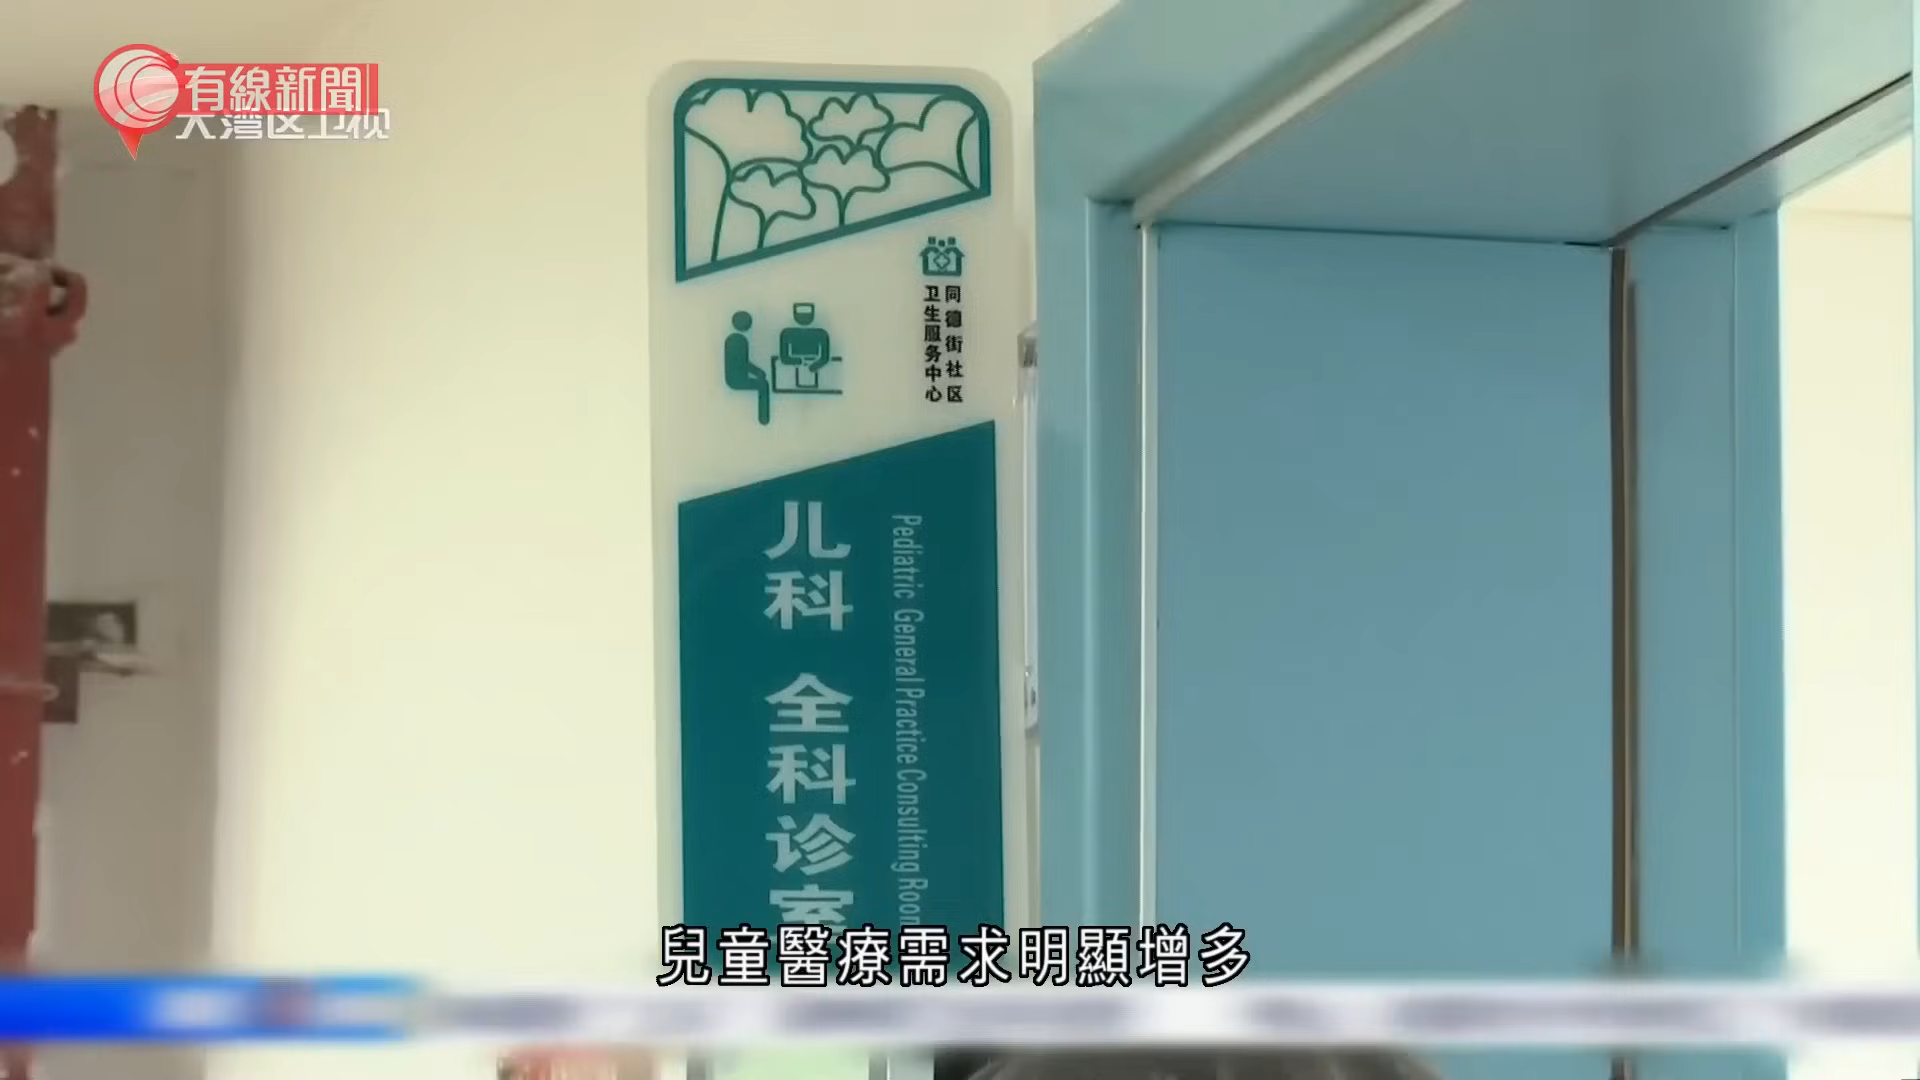 有線新聞
大湾区卫视
同德街社区
卫生服务中心
儿科 全科诊室
Pediatric General Practice Consulting Room
兒童醫療需求明顯增多